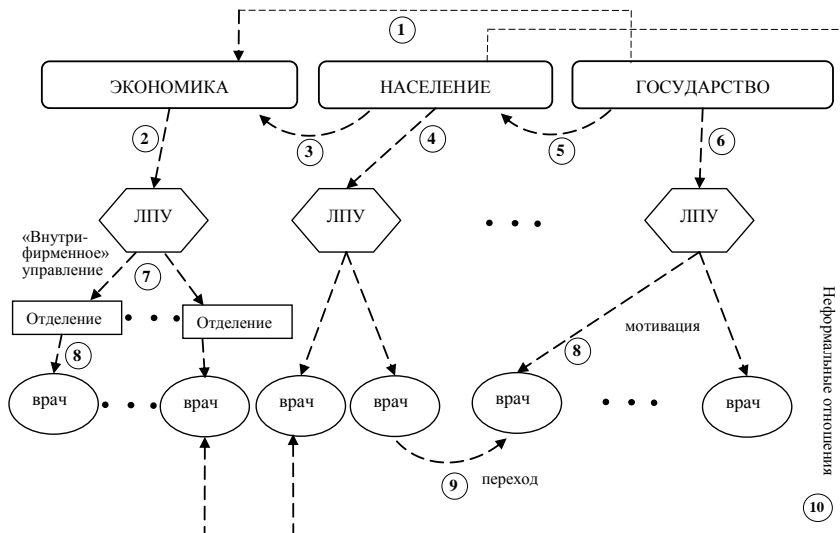 1
ЭКОНОМИКА
НАСЕЛЕНИЕ
ГОСУДАРСТВО
2
3
4
5
6
ЛПУ
ЛПУ
ЛПУ
«Внутри-
фирменное»
управление
7
Отделение
Отделение
8
8
мотивация
врач
врач
врач
врач
врач
врач
9
переход
Неформальные отношения
10